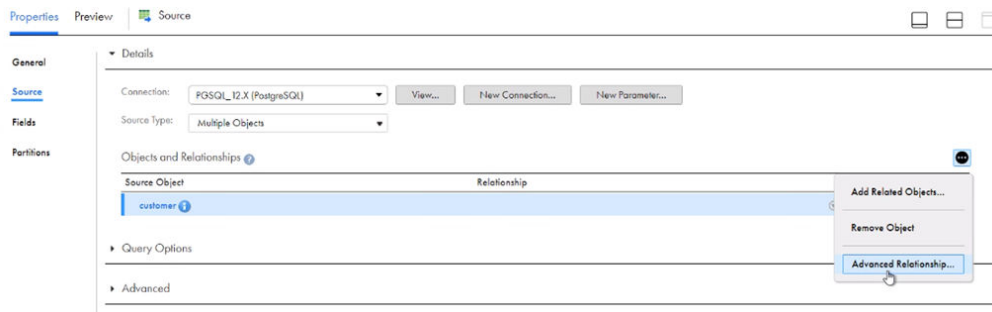 Properties Preview Source
General
Source
Fields
Partitions
Details
Connection: PGSQL_12.X (PostgreSQL) View... New Connection... New Parameter...
Source Type: Multiple Objects
Objects and Relationships ?
Source Object Relationship
customer i
Add Related Objects...
Remove Object
Advanced Relationship...
Query Options
Advanced